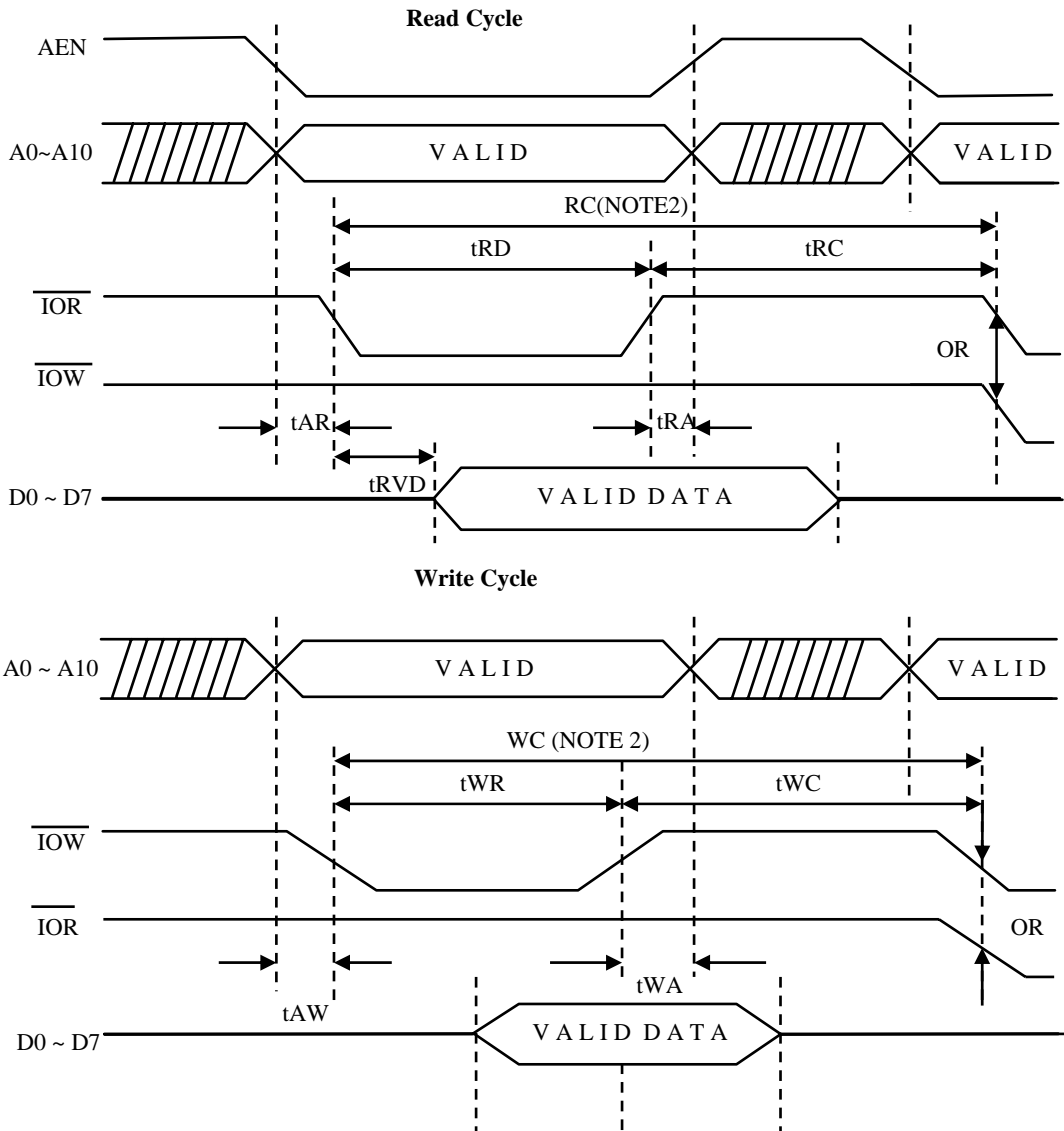 Read Cycle
AEN
A0~A10
V A L I D
V A L I D
RC(NOTE2)
tRD
tRC
IOR
OR
IOW
tAR
tRA
tRVD
D0 ~ D7
V A L I D D A T A
Write Cycle
A0 ~ A10
V A L I D
V A L I D
WC (NOTE 2)
tWR
tWC
IOW
IOR
OR
tWA
tAW
D0 ~ D7
V A L I D D A T A